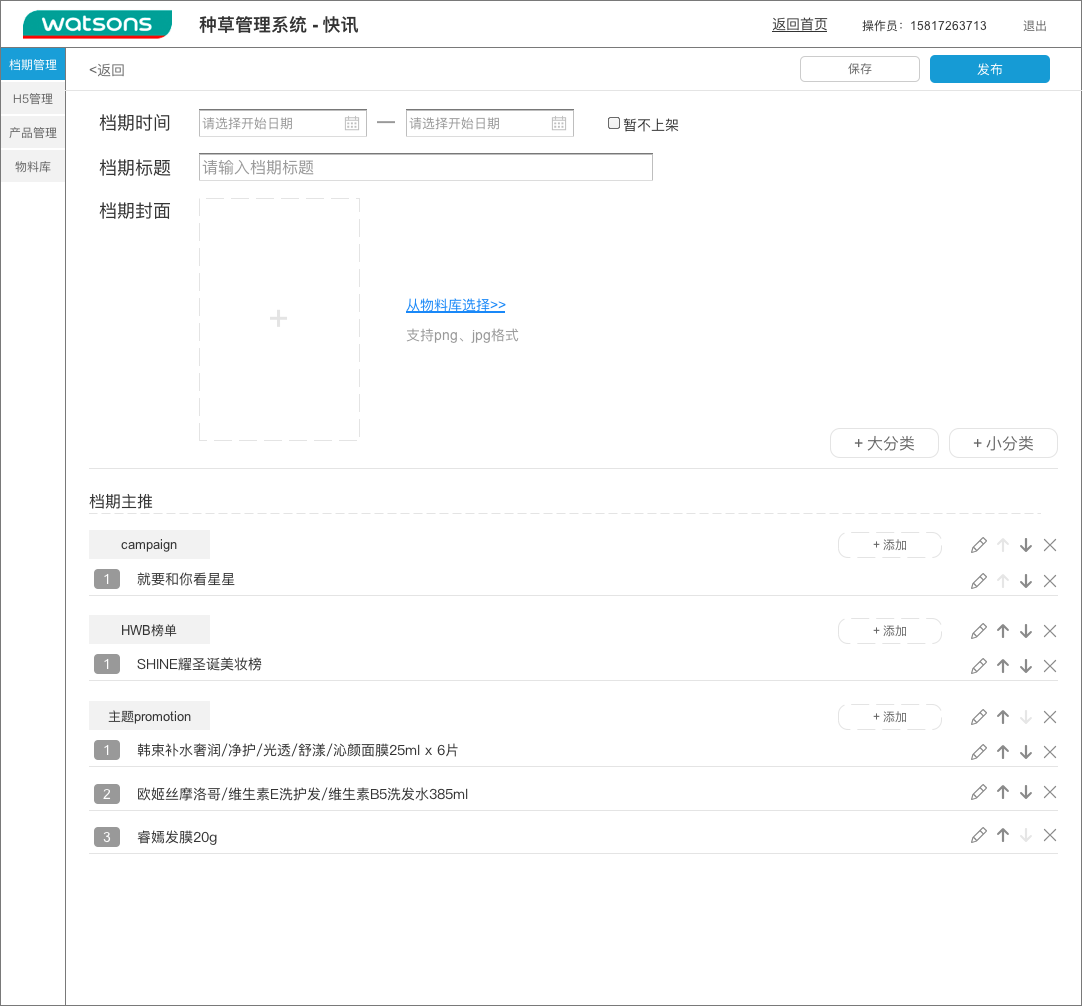 watsons 种草管理系统 - 快讯 返回首页 操作员：15817263713 退出
档期管理 <返回 保存 发布
H5管理
产品管理
物料库
档期时间 请选择开始日期 — 请选择开始日期 暂不上架
档期标题 请输入档期标题
档期封面
+
从物料库选择>>
支持png、jpg格式
+ 大分类 + 小分类
档期主推
campaign + 添加
1 就要和你看星星
HWB榜单 + 添加
1 SHINE耀圣诞美妆榜
主题promotion + 添加
1 韩束补水奢润/净护/光透/舒漾/沁颜面膜25ml x 6片
2 欧姬丝摩洛哥/维生素E洗护发/维生素B5洗发水385ml
3 睿嫣发膜20g